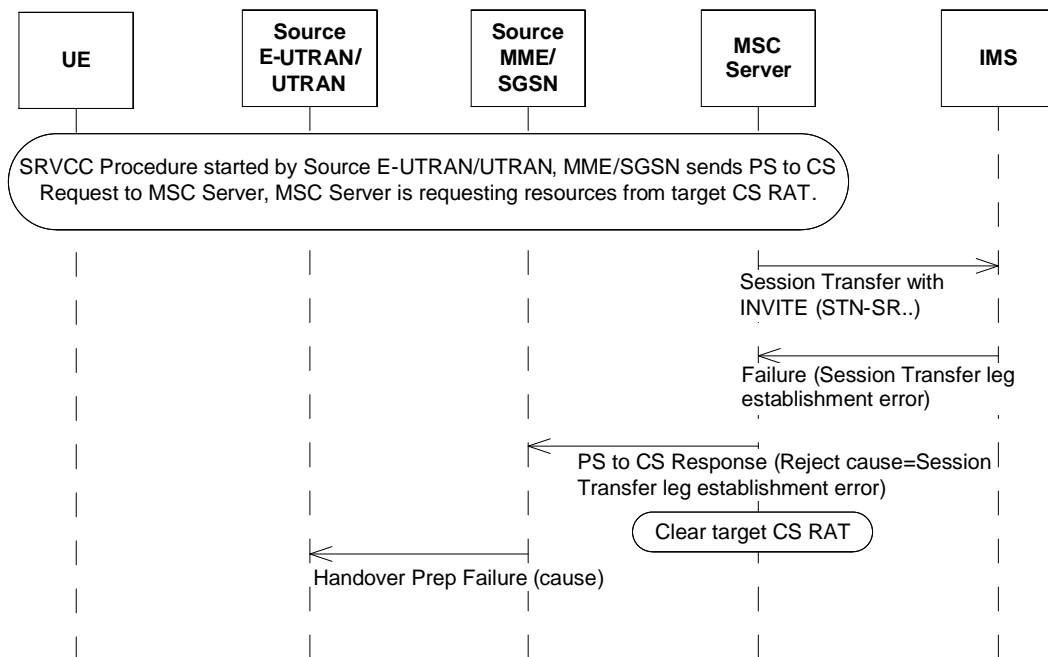 UE
Source
E-UTRAN/
UTRAN
Source
MME/
SGSN
MSC
Server
IMS
SRVCC Procedure started by Source E-UTRAN/UTRAN, MME/SGSN sends PS to CS
Request to MSC Server, MSC Server is requesting resources from target CS RAT.
Session Transfer with
INVITE (STN-SR..)
Failure (Session Transfer leg
establishment error)
PS to CS Response (Reject cause=Session
Transfer leg establishment error)
Clear target CS RAT
Handover Prep Failure (cause)